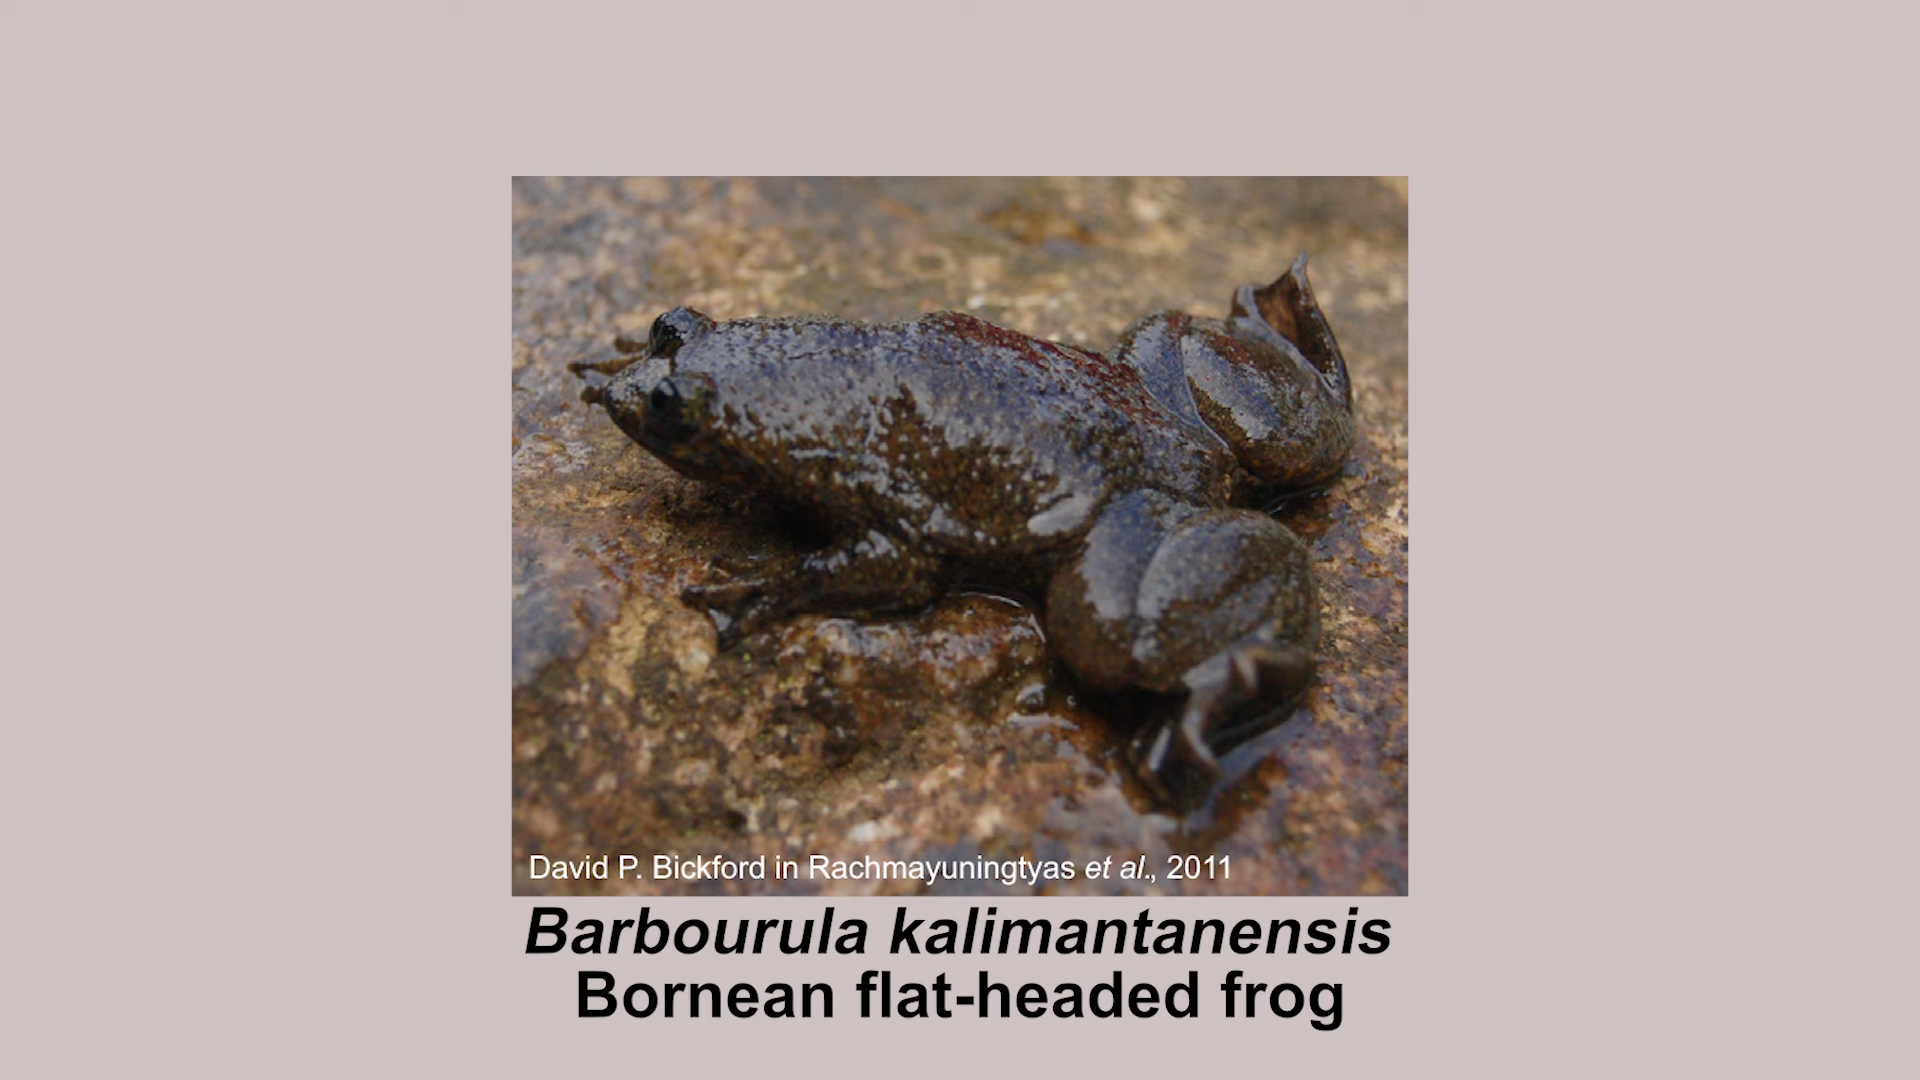 David P. Bickford in Rachmayuningtyas et al., 2011
Barbourula kalimantanensis
Bornean flat-headed frog